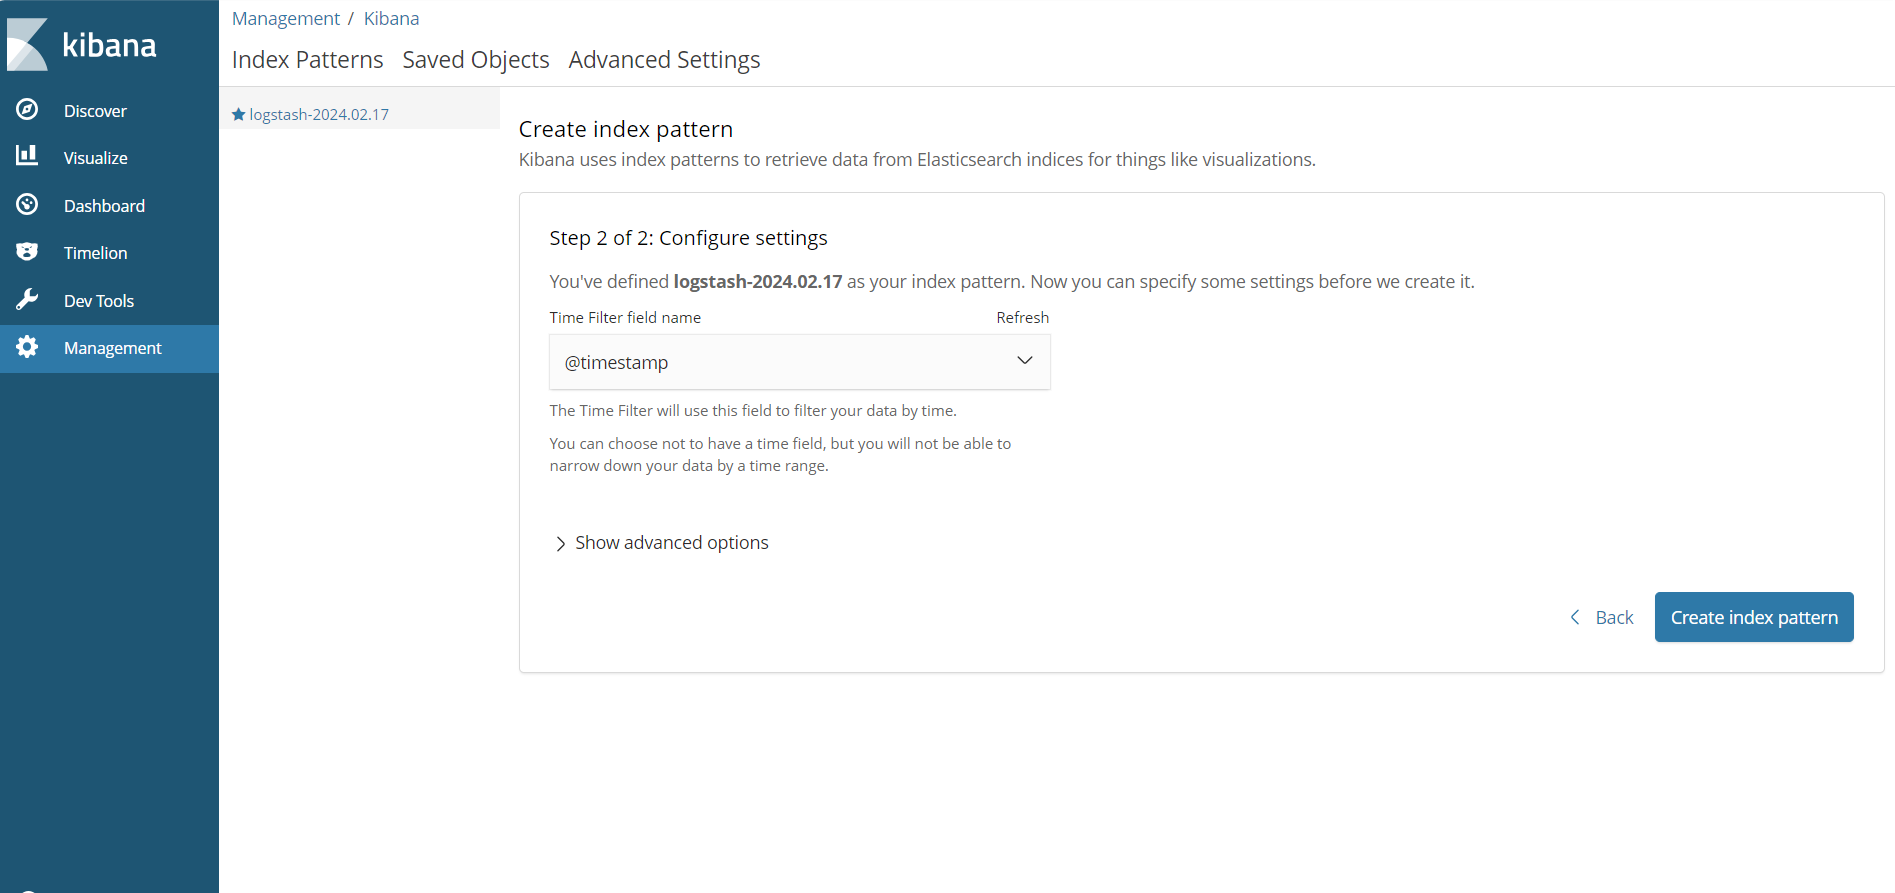 kibana
Discover
Visualize
Dashboard
Timelion
Dev Tools
Management
Management / Kibana
Index Patterns Saved Objects Advanced Settings
logstash-2024.02.17
Create index pattern
Kibana uses index patterns to retrieve data from Elasticsearch indices for things like visualizations.
Step 2 of 2: Configure settings
You've defined logstash-2024.02.17 as your index pattern. Now you can specify some settings before we create it.
Time Filter field name Refresh
@timestamp
The Time Filter will use this field to filter your data by time.
You can choose not to have a time field, but you will not be able to
narrow down your data by a time range.
Show advanced options
Back Create index pattern